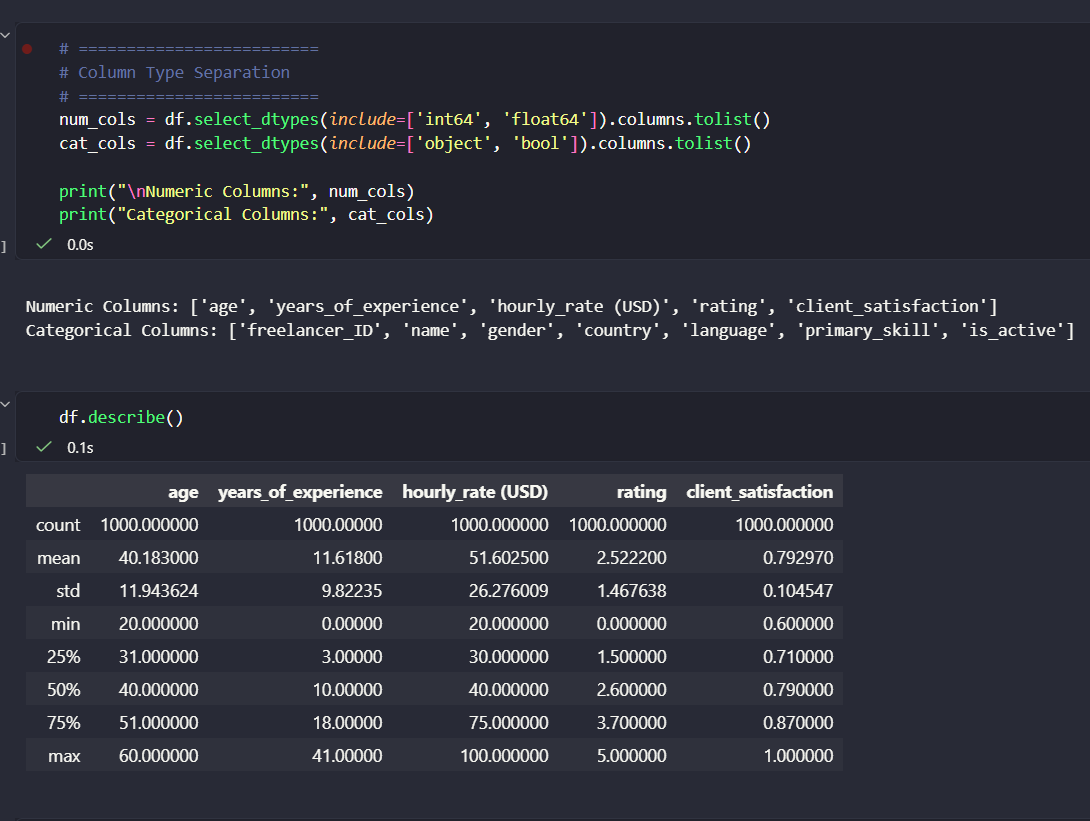 # =========================
# Column Type Separation
# =========================
num_cols = df.select_dtypes(include=['int64', 'float64']).columns.tolist()
cat_cols = df.select_dtypes(include=['object', 'bool']).columns.tolist()
print("\nNumeric Columns:", num_cols)
print("Categorical Columns:", cat_cols)
] 0.0s
Numeric Columns: ['age', 'years_of_experience', 'hourly_rate (USD)', 'rating', 'client_satisfaction']
Categorical Columns: ['freelancer_ID', 'name', 'gender', 'country', 'language', 'primary_skill', 'is_active']
df.describe()
] 0.1s
age years_of_experience hourly_rate (USD) rating client_satisfaction
count 1000.000000 1000.00000 1000.000000 1000.000000 1000.000000
mean 40.183000 11.61800 51.602500 2.522200 0.792970
std 11.943624 9.82235 26.276009 1.467638 0.104547
min 20.000000 0.00000 20.000000 0.000000 0.600000
25% 31.000000 3.00000 30.000000 1.500000 0.710000
50% 40.000000 10.00000 40.000000 2.600000 0.790000
75% 51.000000 18.00000 75.000000 3.700000 0.870000
max 60.000000 41.00000 100.000000 5.000000 1.000000